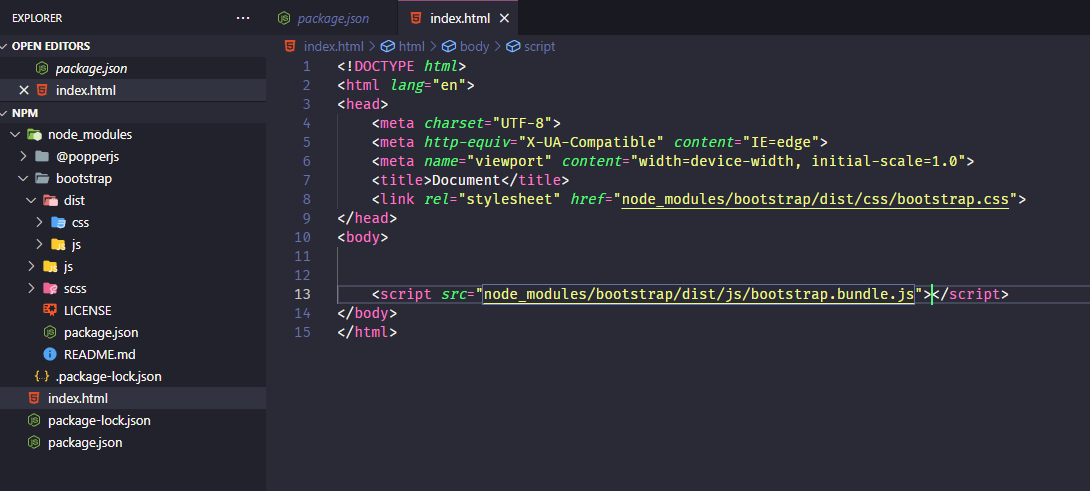 EXPLORER ...
OPEN EDITORS
package.json
index.html
NPM
node_modules
@popperjs
bootstrap
dist
css
js
js
scss
LICENSE
package.json
README.md
.package-lock.json
index.html
package-lock.json
package.json
package.json index.html
index.html > html > body > script
1 <!DOCTYPE html>
2 <html lang="en">
3 <head>
4 <meta charset="UTF-8">
5 <meta http-equiv="X-UA-Compatible" content="IE=edge">
6 <meta name="viewport" content="width=device-width, initial-scale=1.0">
7 <title>Document</title>
8 <link rel="stylesheet" href="node_modules/bootstrap/dist/css/bootstrap.css">
9 </head>
10 <body>
11
12
13 <script src="node_modules/bootstrap/dist/js/bootstrap.bundle.js"></script>
14 </body>
15 </html>